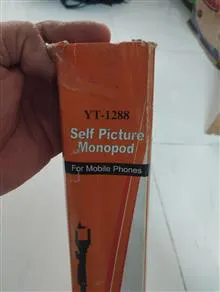 YT-1288
Self Picture
Monopod
For Mobile Phones